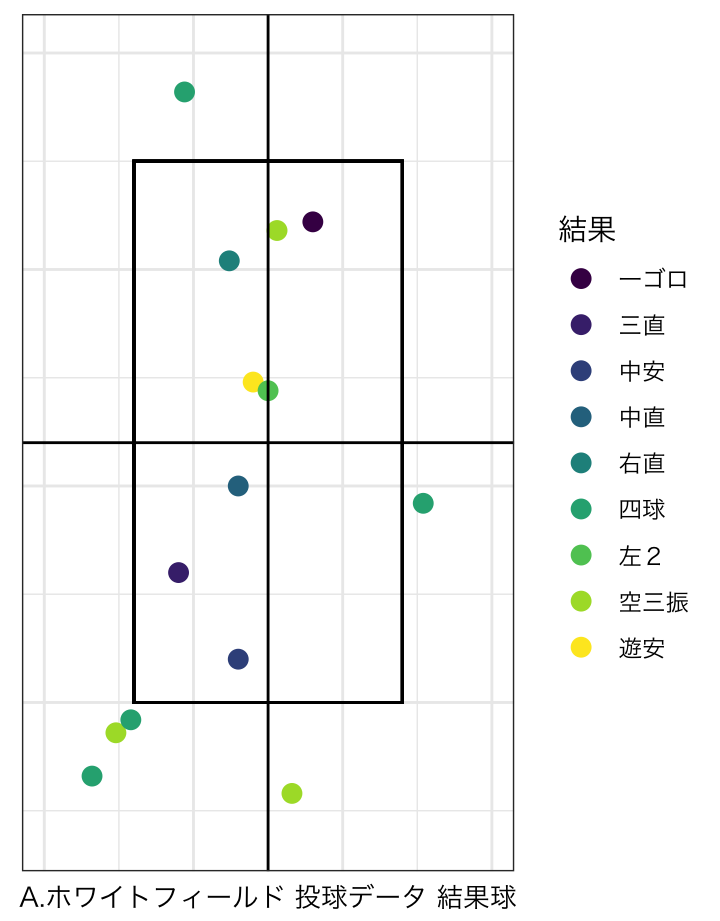 結果
一ゴロ
三直
中安
中直
右直
四球
左２
空三振
遊安
A.ホワイトフィールド 投球データ 結果球